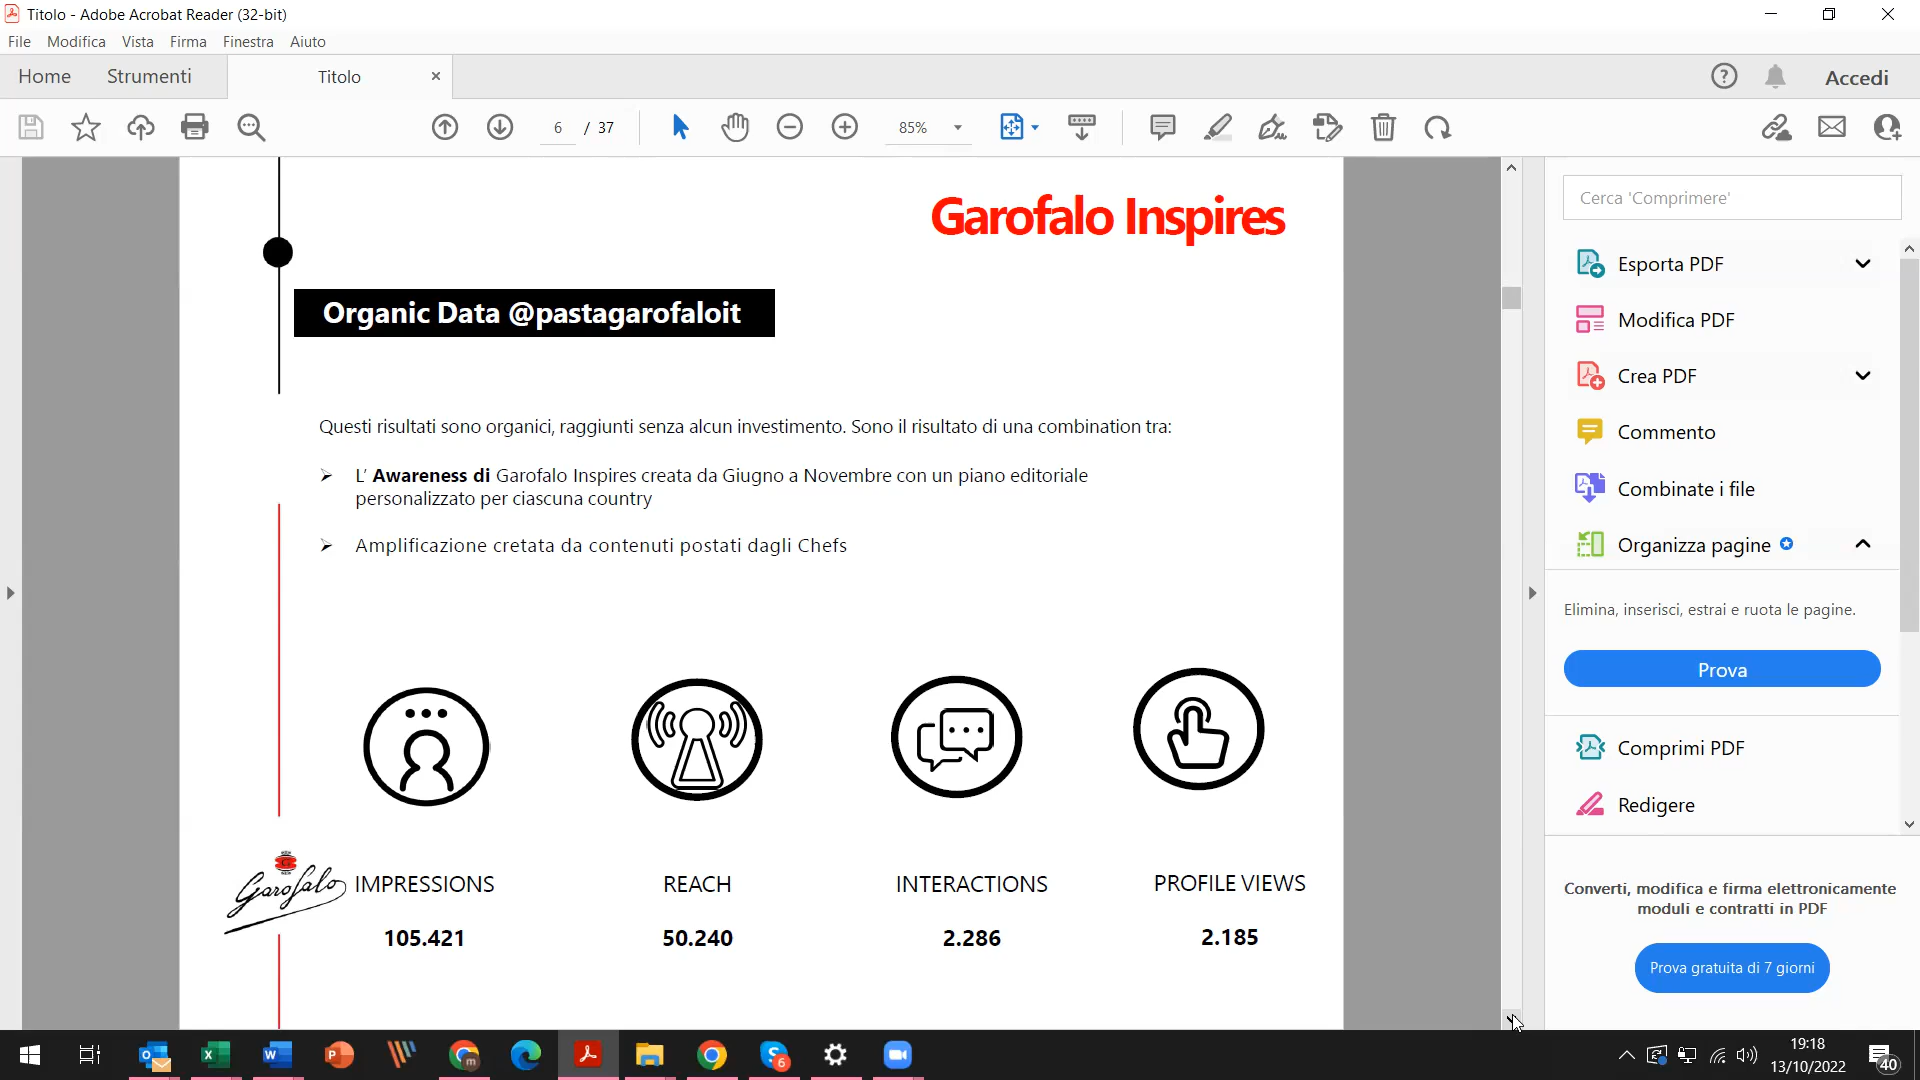 Titolo - Adobe Acrobat Reader (32-bit)
File Modifica Vista Firma Finestra Aiuto
Home Strumenti Titolo × Accedi
6 / 37 85%
Garofalo Inspires
Organic Data @pastagarofaloit
Questi risultati sono organici, raggiunti senza alcun investimento. Sono il risultato di una combination tra:
➢ L' Awareness di Garofalo Inspires creata da Giugno a Novembre con un piano editoriale
personalizzato per ciascuna country
➢ Amplificazione cretata da contenuti postati dagli Chefs
Garofalo
IMPRESSIONS REACH INTERACTIONS PROFILE VIEWS
105.421 50.240 2.286 2.185
Cerca 'Comprimere'
Esporta PDF
Modifica PDF
Crea PDF
Commento
Combinate i file
Organizza pagine
Elimina, inserisci, estrai e ruota le pagine.
Prova
Comprimi PDF
Redigere
Converti, modifica e firma elettronicamente
moduli e contratti in PDF
Prova gratuita di 7 giorni
19:18
13/10/2022
40
6